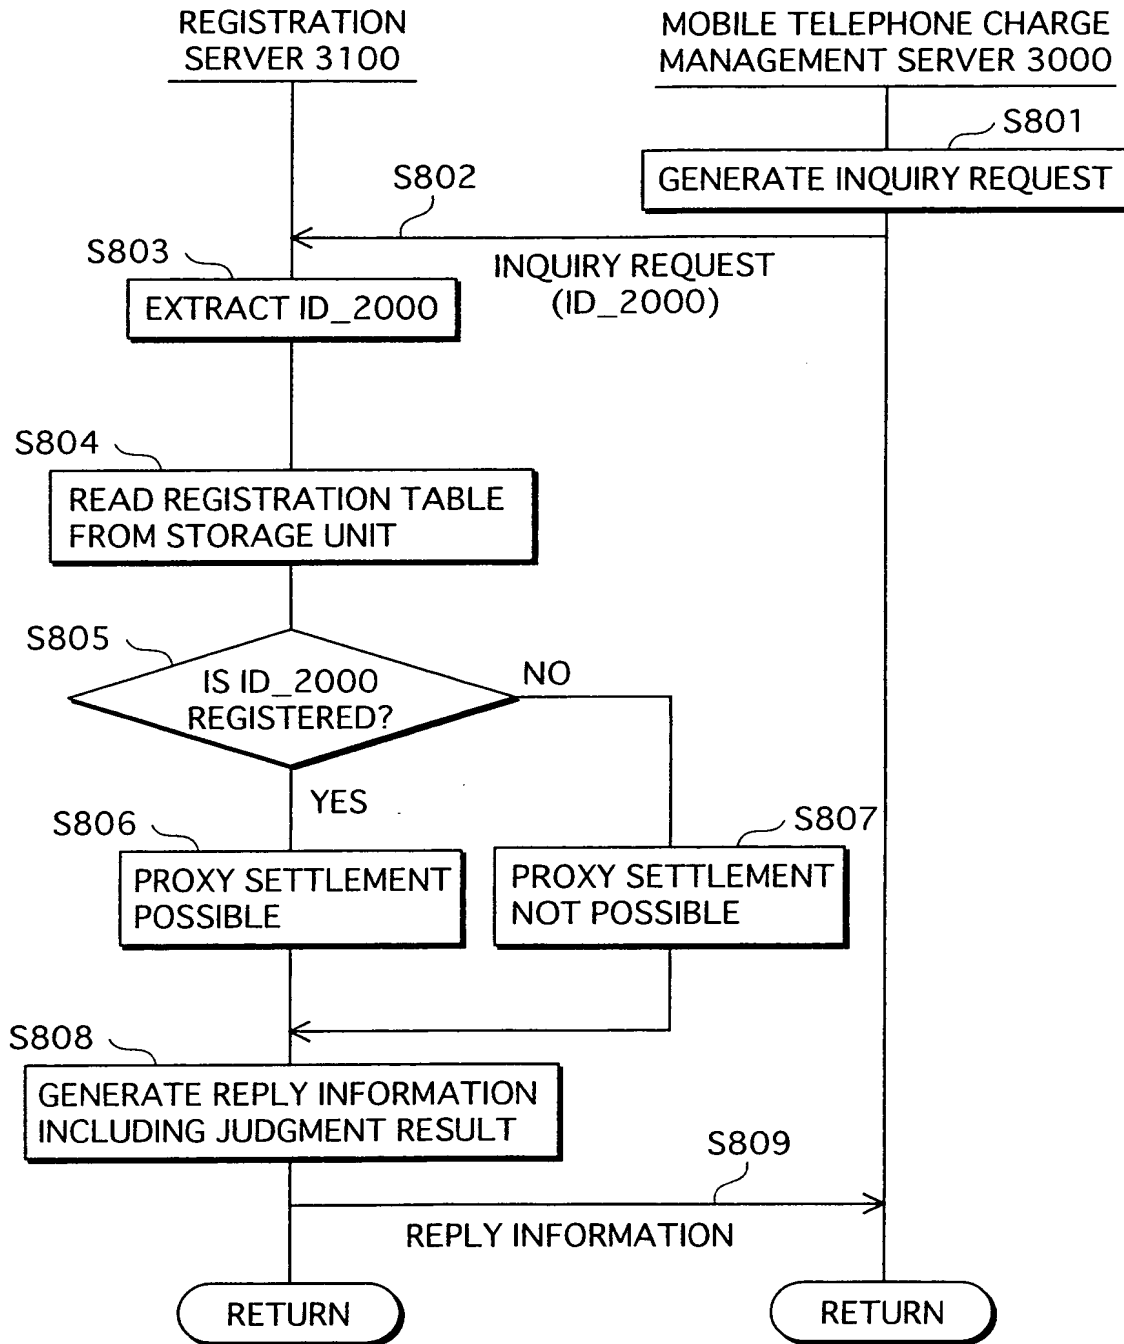 REGISTRATION
SERVER 3100
MOBILE TELEPHONE CHARGE
MANAGEMENT SERVER 3000
S801
GENERATE INQUIRY REQUEST
S802
INQUIRY REQUEST
(ID_2000)
S803
EXTRACT ID_2000
S804
READ REGISTRATION TABLE
FROM STORAGE UNIT
S805
IS ID_2000
REGISTERED?
NO
YES
S806
PROXY SETTLEMENT
POSSIBLE
S807
PROXY SETTLEMENT
NOT POSSIBLE
S808
GENERATE REPLY INFORMATION
INCLUDING JUDGMENT RESULT
S809
REPLY INFORMATION
RETURN
RETURN